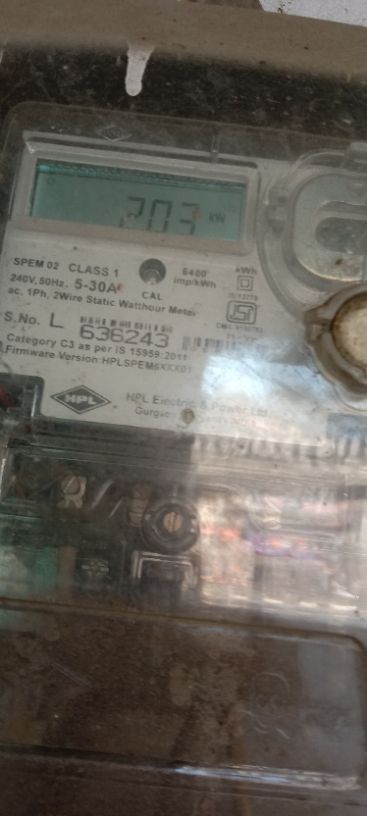 203 kW
SPEM 02 CLASS 1
240V, 50Hz, 5-30A
CAL
6400
imp/kWh
kWh
ac. 1Ph, 2Wire Static Watthour Meter
S.No. L 636243
Category C3 as per IS 15959:2011
Firmware Version:HPLSPEM
HPL
HPL Electric & Power Ltd.